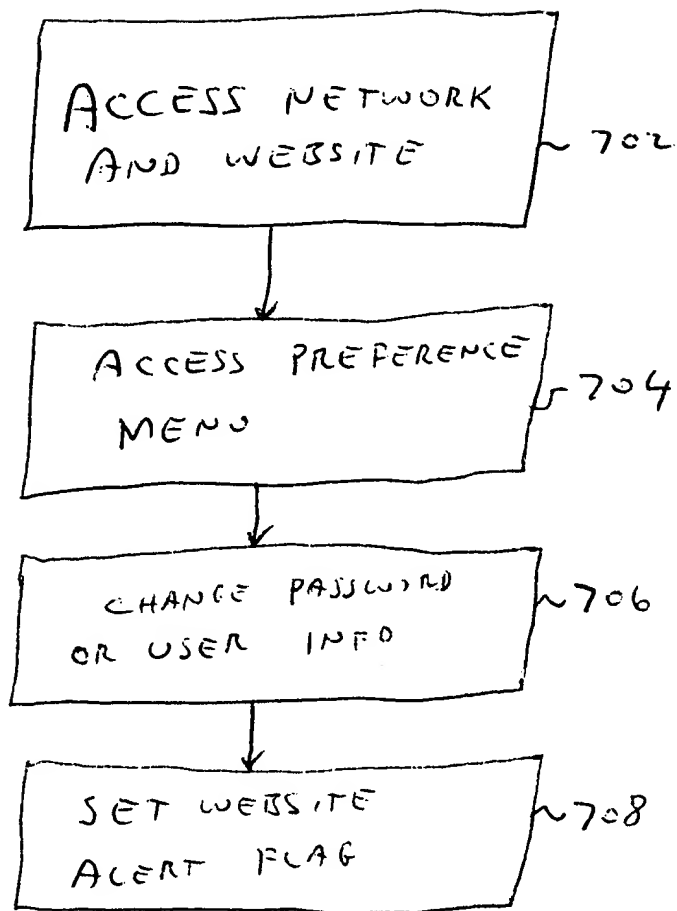 ACCESS NETWORK
AND WEBSITE
702
ACCESS PREFERENCE
MENU
704
CHANGE PASSWORD
OR USER INFO
706
SET WEBSITE
ALERT FLAG
708